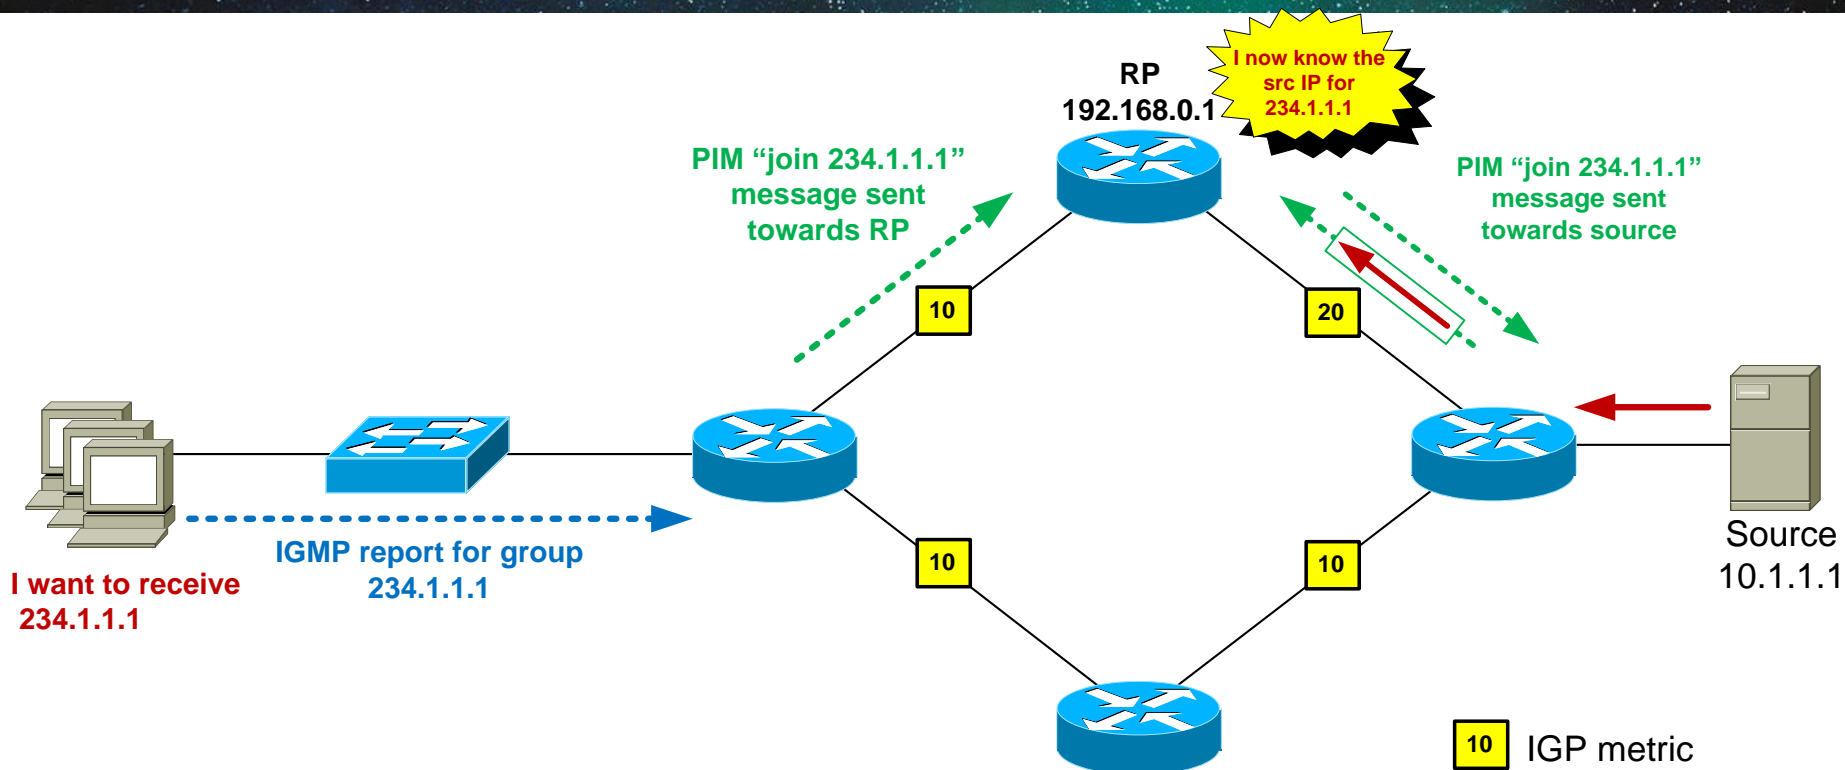 I now know the
src IP for
234.1.1.1
RP
192.168.0.1
PIM “join 234.1.1.1”
message sent
towards RP
PIM “join 234.1.1.1”
message sent
towards source
10
20
IGMP report for group
234.1.1.1
I want to receive
234.1.1.1
10
10
Source
10.1.1.1
10 IGP metric